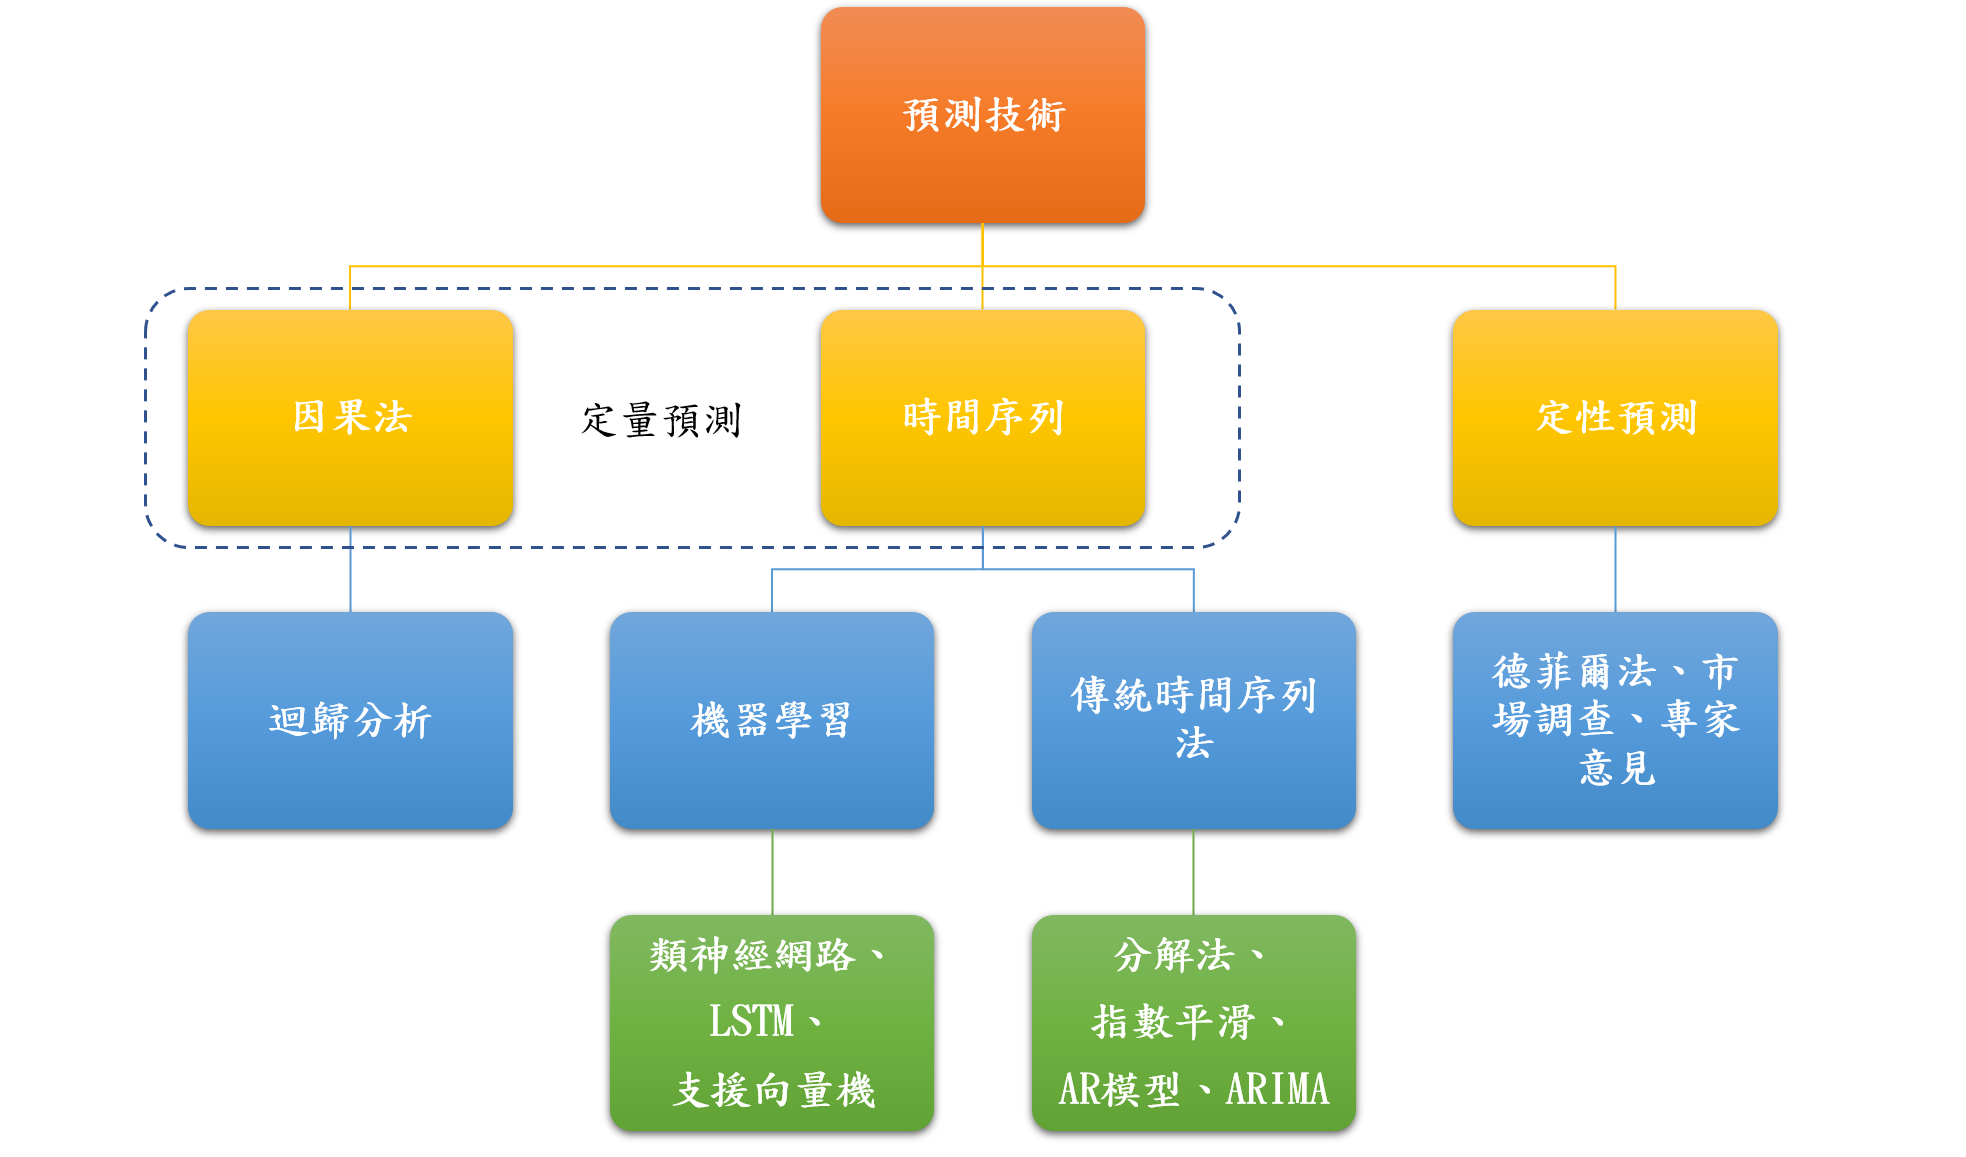 預測技術
因果法
定量預測
時間序列
定性預測
迴歸分析
機器學習
傳統時間序列
法
德菲爾法、市
場調查、專家
意見
類神經網路、
LSTM、
支援向量機
分解法、
指數平滑、
AR模型、ARIMA